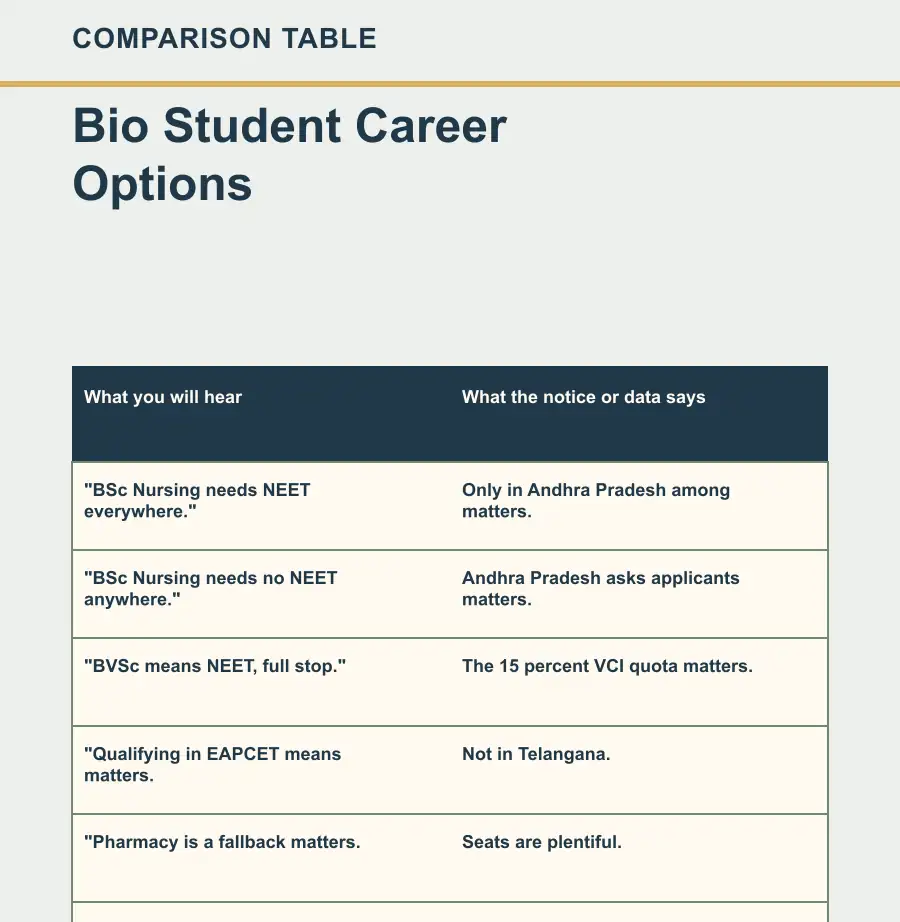 COMPARISON TABLE
Bio Student Career
Options
What you will hear
What the notice or data says
"BSc Nursing needs NEET
everywhere."
Only in Andhra Pradesh among
matters.
"BSc Nursing needs no NEET
anywhere."
Andhra Pradesh asks applicants
matters.
"BVSc means NEET, full stop."
The 15 percent VCI quota matters.
"Qualifying in EAPCET means
matters.
Not in Telangana.
"Pharmacy is a fallback matters.
Seats are plentiful.